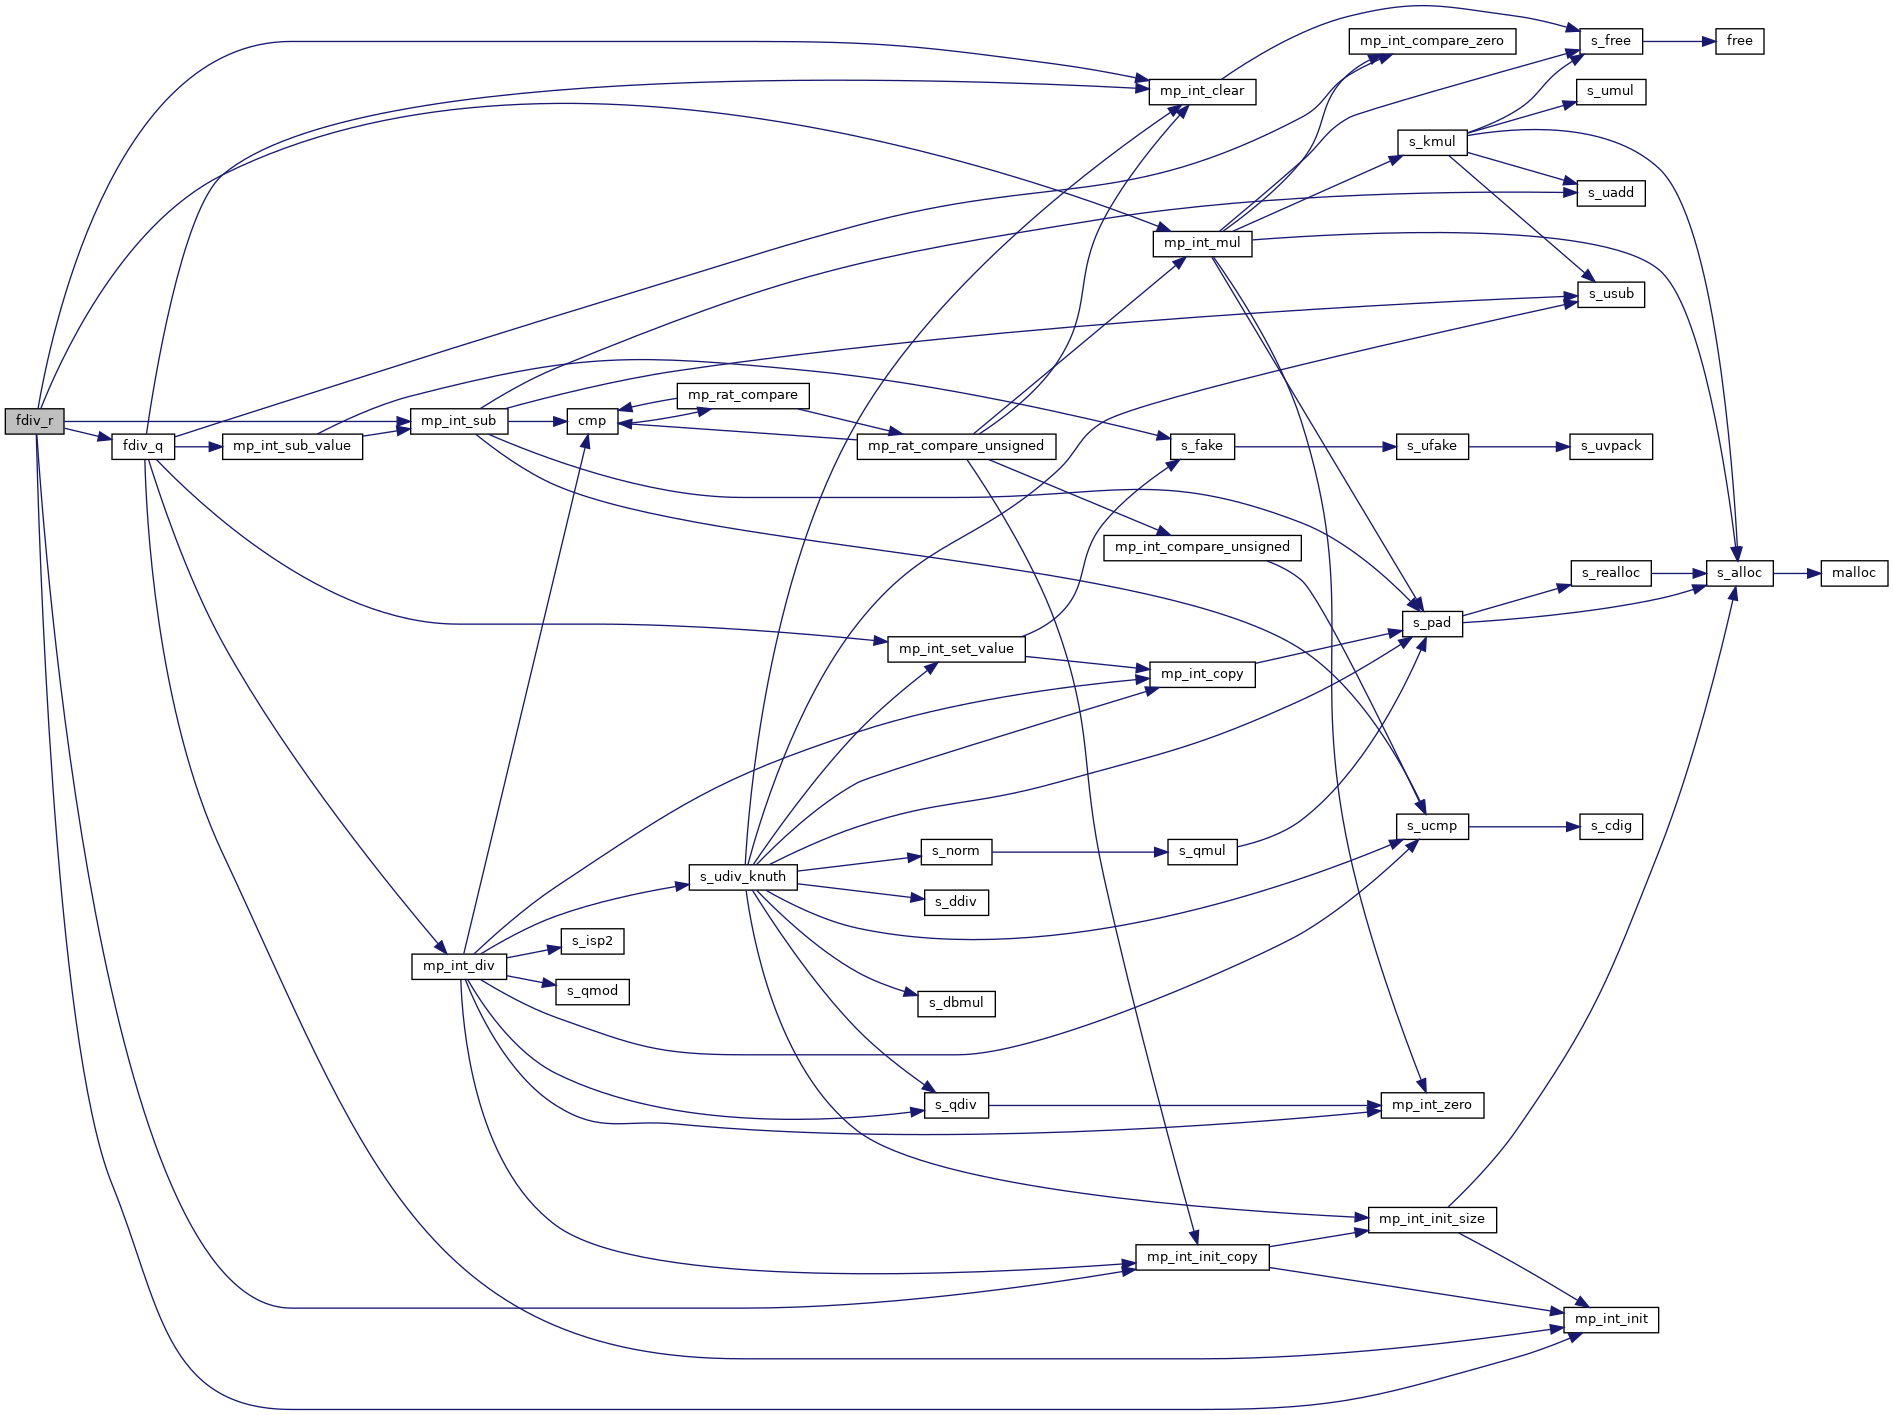 fdiv_r
fdiv_q
mp_int_sub_value
mp_int_sub
mp_int_div
cmp
s_isp2
s_qmod
mp_rat_compare
s_udiv_knuth
mp_rat_compare_unsigned
mp_int_set_value
s_norm
s_ddiv
s_dbmul
s_qdiv
mp_int_clear
mp_int_mul
s_fake
mp_int_compare_unsigned
mp_int_copy
s_qmul
mp_int_init_copy
mp_int_compare_zero
s_kmul
s_ufake
s_pad
s_ucmp
mp_int_zero
mp_int_init_size
s_free
s_umul
s_uadd
s_usub
s_uvpack
s_realloc
s_cdig
mp_int_init
free
s_alloc
malloc